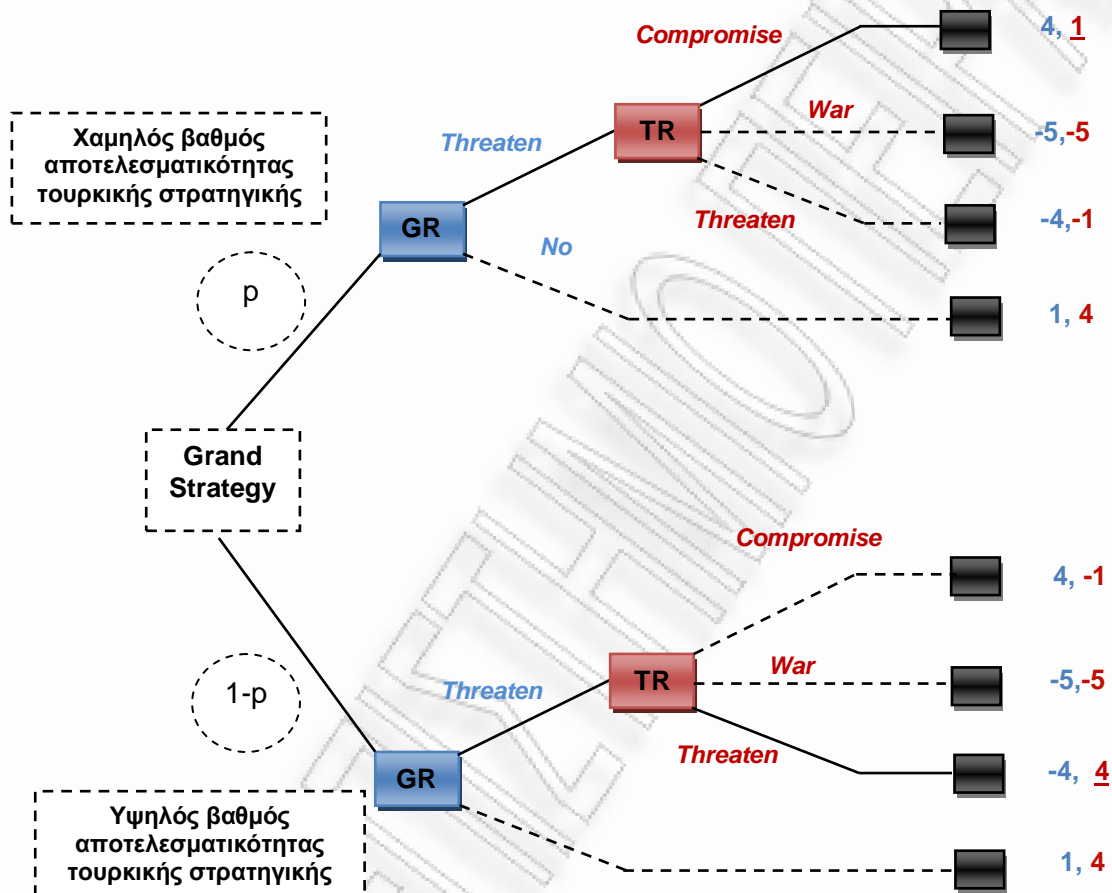 Compromise
4, 1
TR
War
-5,-5
Threaten
-4,-1
Χαμηλός βαθμός
αποτελεσματικότητας
τουρκικής στρατηγικής
Threaten
GR
No
1, 4
p
Grand
Strategy
Compromise
4, -1
TR
War
-5,-5
Threaten
-4, 4
1-p
Threaten
GR
1, 4
Υψηλός βαθμός
αποτελεσματικότητας
τουρκικής στρατηγικής